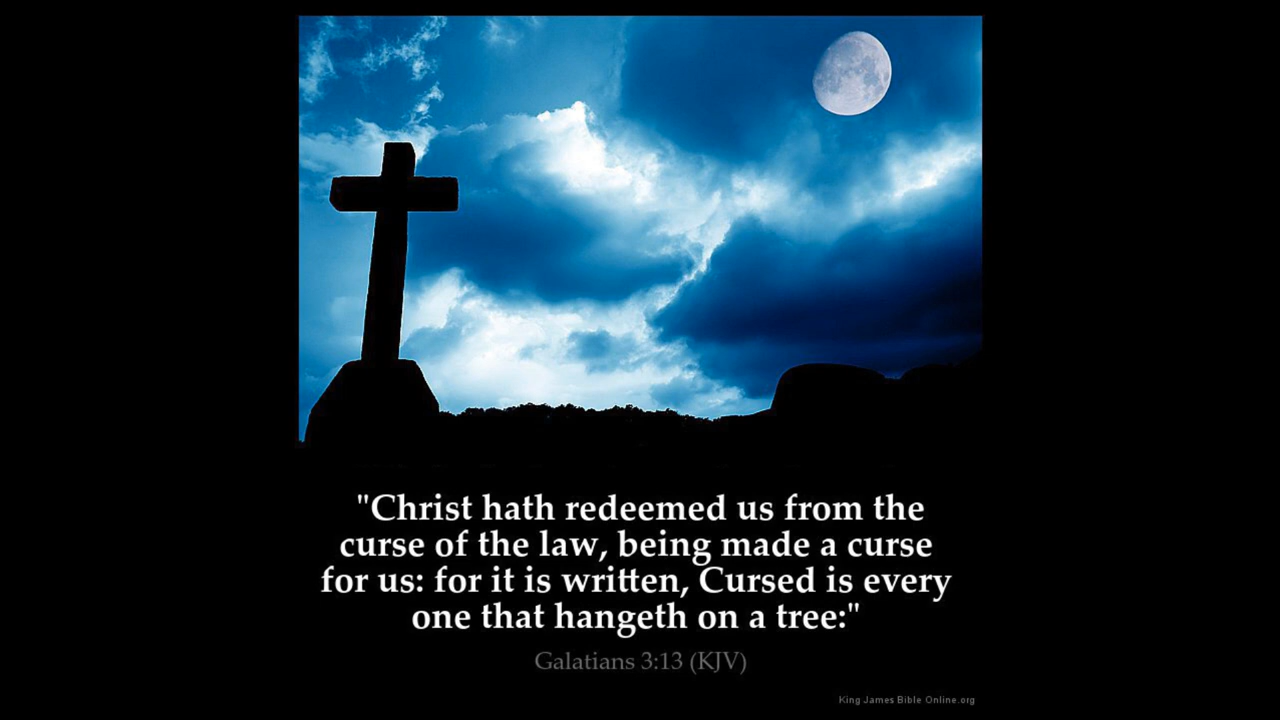 "Christ hath redeemed us from the
curse of the law, being made a curse
for us: for it is written, Cursed is every
one that hangeth on a tree:"
Galatians 3:13 (KJV)
King James Bible Online.org